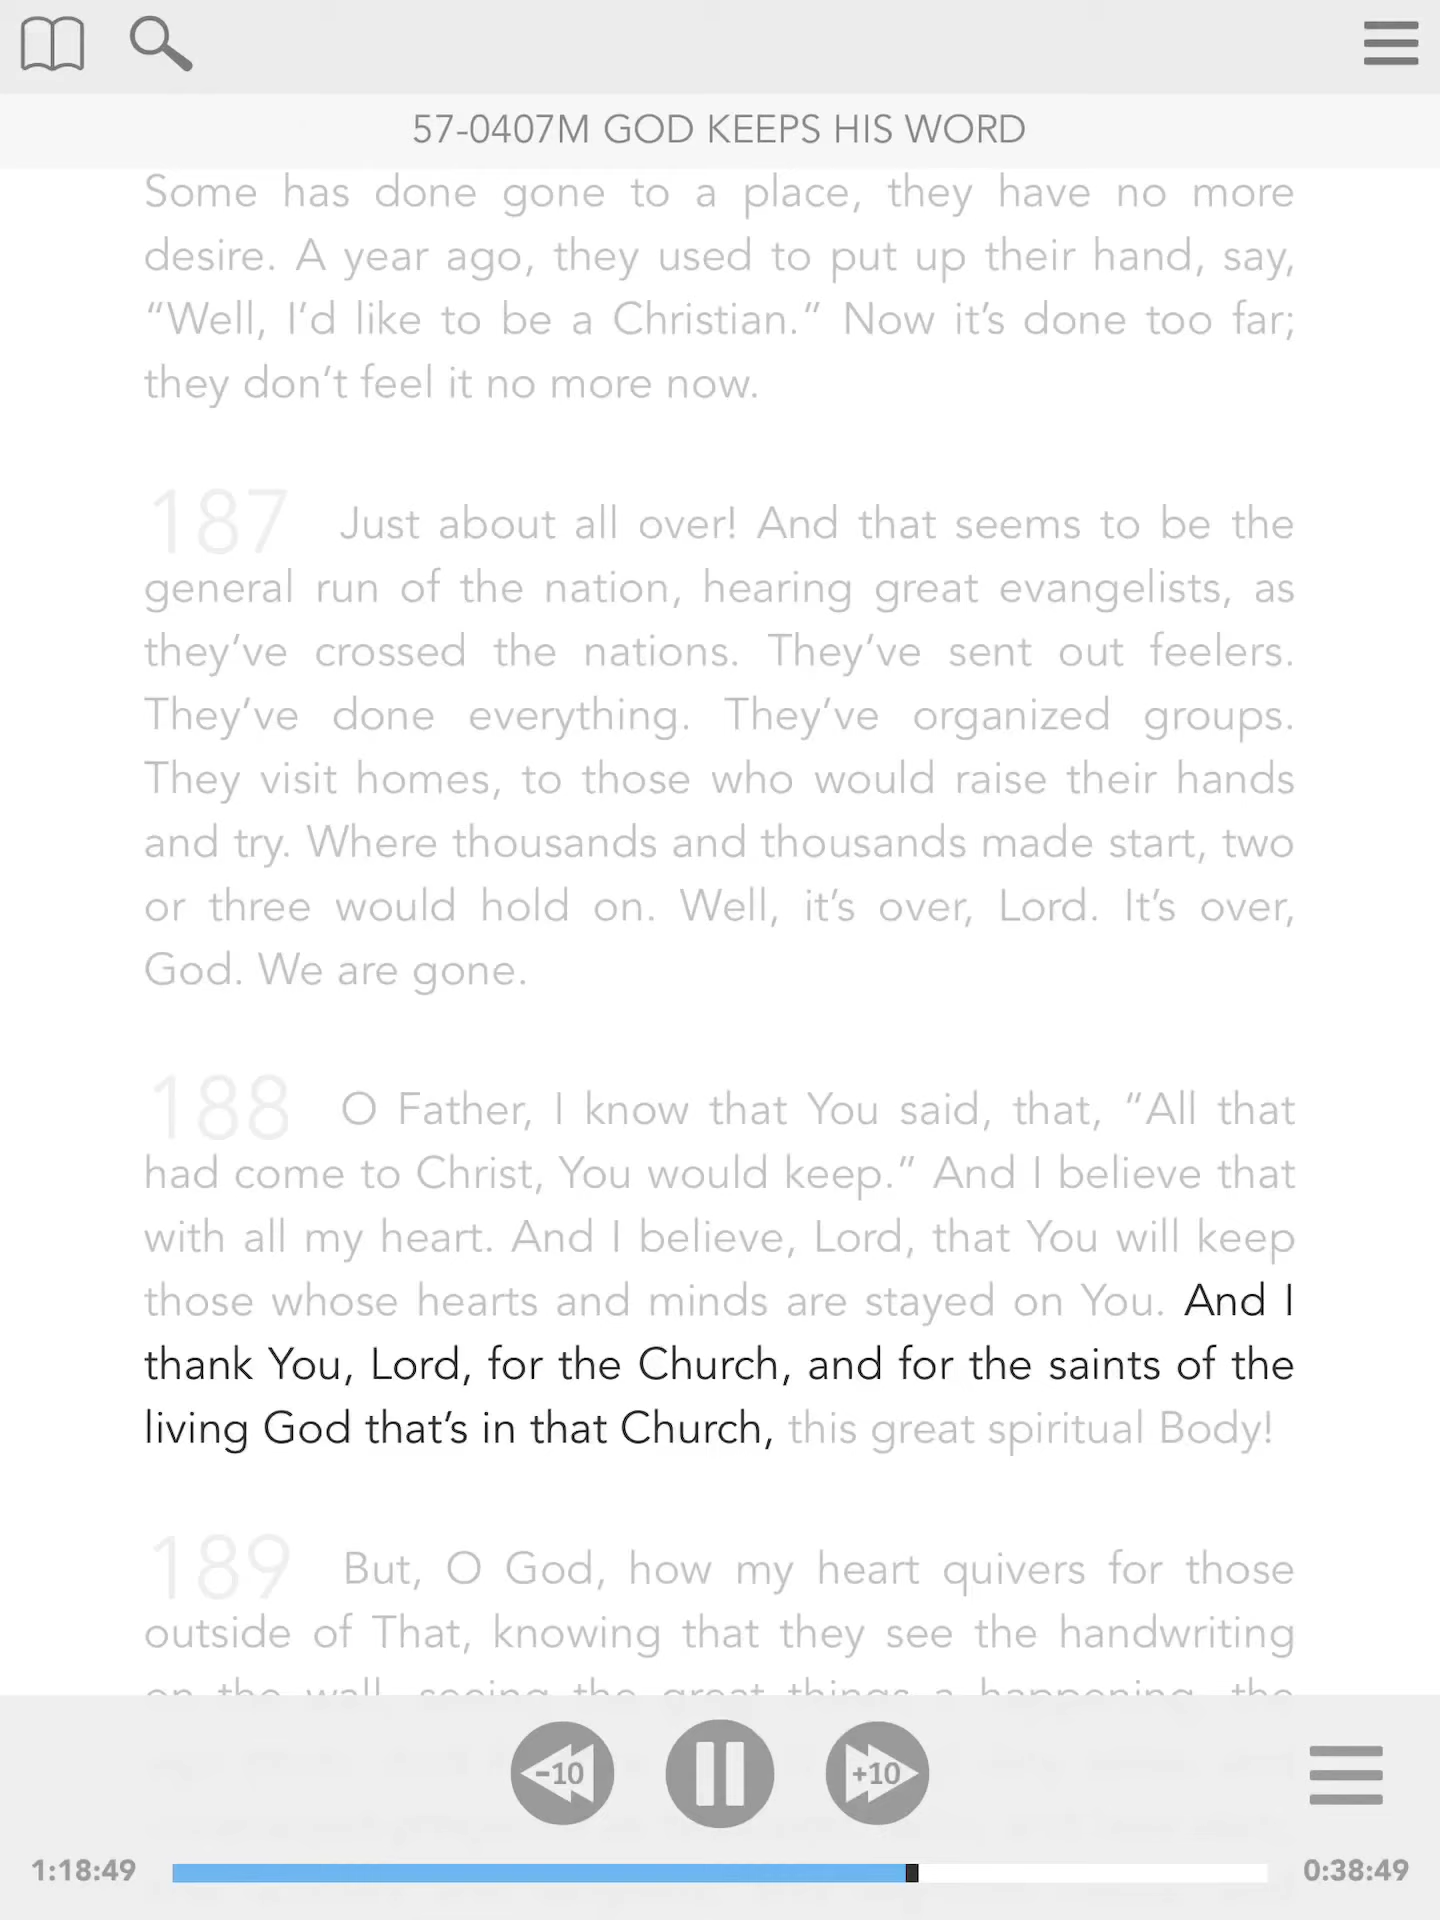 57-0407M GOD KEEPS HIS WORD
Some has done gone to a place, they have no more
desire. A year ago, they used to put up their hand, say,
“Well, I’d like to be a Christian.” Now it’s done too far;
they don’t feel it no more now.
187 Just about all over! And that seems to be the
general run of the nation, hearing great evangelists, as
they’ve crossed the nations. They’ve sent out feelers.
They’ve done everything. They’ve organized groups.
They visit homes, to those who would raise their hands
and try. Where thousands and thousands made start, two
or three would hold on. Well, it’s over, Lord. It’s over,
God. We are gone.
188 O Father, I know that You said, that, “All that
had come to Christ, You would keep.” And I believe that
with all my heart. And I believe, Lord, that You will keep
those whose hearts and minds are stayed on You. And I
thank You, Lord, for the Church, and for the saints of the
living God that’s in that Church, this great spiritual Body!
189 But, O God, how my heart quivers for those
outside of That, knowing that they see the handwriting
on the wall, seeing the great things a happening, the
-10 +10
1:18:49 0:38:49